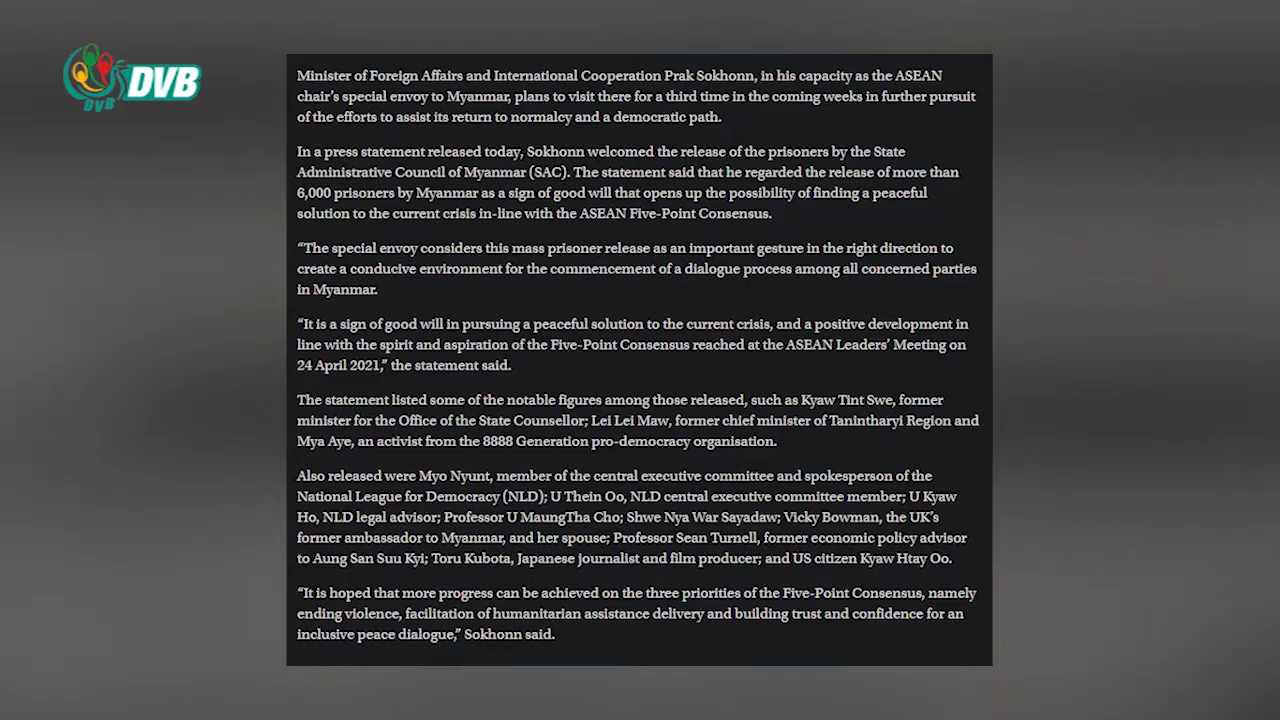 DVB
DVB
Minister of Foreign Affairs and International Cooperation Prak Sokhonn, in his capacity as the ASEAN
chair's special envoy to Myanmar, plans to visit there for a third time in the coming weeks in further pursuit
of the efforts to assist its return to normalcy and a democratic path.
In a press statement released today, Sokhonn welcomed the release of the prisoners by the State
Administrative Council of Myanmar (SAC). The statement said that he regarded the release of more than
6,000 prisoners by Myanmar as a sign of good will that opens up the possibility of finding a peaceful
solution to the current crisis in-line with the ASEAN Five-Point Consensus.
“The special envoy considers this mass prisoner release as an important gesture in the right direction to
create a conducive environment for the commencement of a dialogue process among all concerned parties
in Myanmar.
“It is a sign of good will in pursuing a peaceful solution to the current crisis, and a positive development in
line with the spirit and aspiration of the Five-Point Consensus reached at the ASEAN Leaders’ Meeting on
24 April 2021,” the statement said.
The statement listed some of the notable figures among those released, such as Kyaw Tint Swe, former
minister for the Office of the State Counsellor; Lei Lei Maw, former chief minister of Tanintharyi Region and
Mya Aye, an activist from the 8888 Generation pro-democracy organisation.
Also released were Myo Nyunt, member of the central executive committee and spokesperson of the
National League for Democracy (NLD); U Thein Oo, NLD central executive committee member; U Kyaw
Ho, NLD legal advisor; Professor U MaungTha Cho; Shwe Nya War Sayadaw; Vicky Bowman, the UK’s
former ambassador to Myanmar, and her spouse; Professor Sean Turnell, former economic policy advisor
to Aung San Suu Kyi; Toru Kubota, Japanese journalist and film producer; and US citizen Kyaw Htay Oo.
“It is hoped that more progress can be achieved on the three priorities of the Five-Point Consensus, namely
ending violence, facilitation of humanitarian assistance delivery and building trust and confidence for an
inclusive peace dialogue,” Sokhonn said.